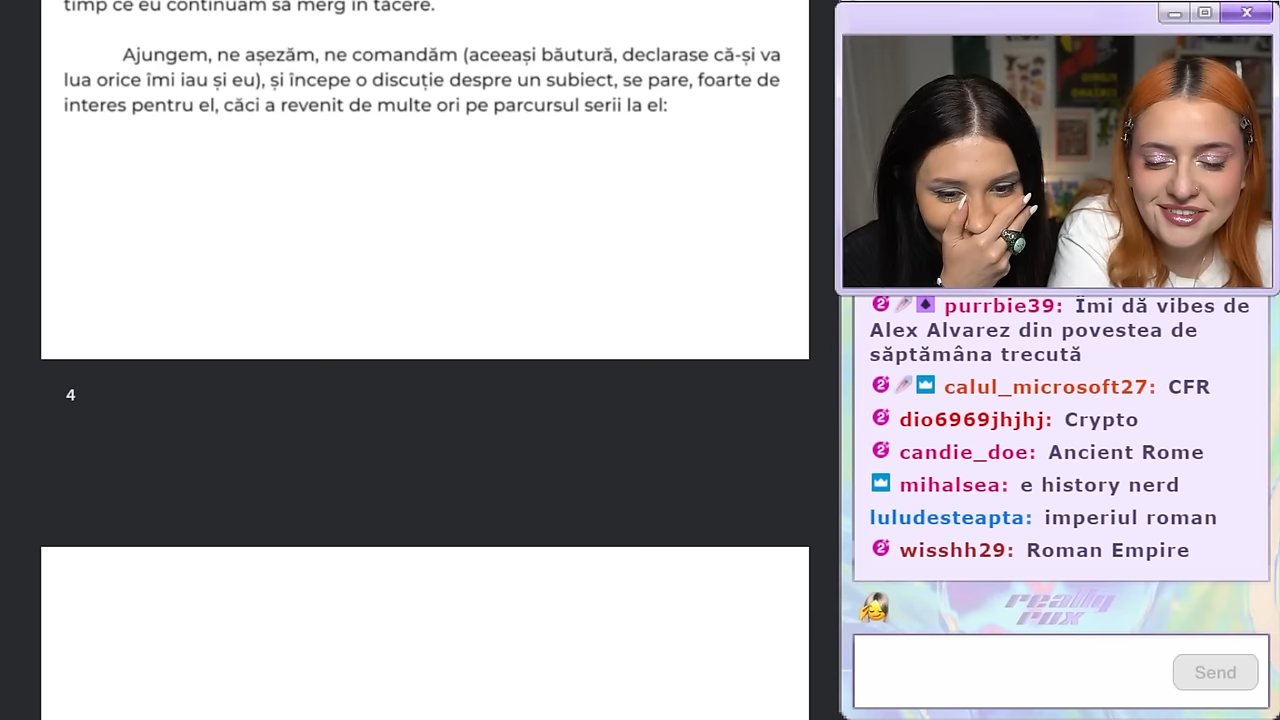 timp ce eu continuam să merg în tăcere.
Ajungem, ne așezăm, ne comandăm (aceeași băutură, declarase că-și va
lua orice îmi iau și eu), și începe o discuție despre un subiect, se pare, foarte de
interes pentru el, căci a revenit de multe ori pe parcursul serii la el:
4
purrbie39: Îmi dă vibes de
Alex Alvarez din povestea de
săptămâna trecută
calul_microsoft27: CFR
dio6969jhjhj: Crypto
candie_doe: Ancient Rome
mihalsea: e history nerd
luludesteapta: imperiul roman
wisshh29: Roman Empire
really
rux
Send